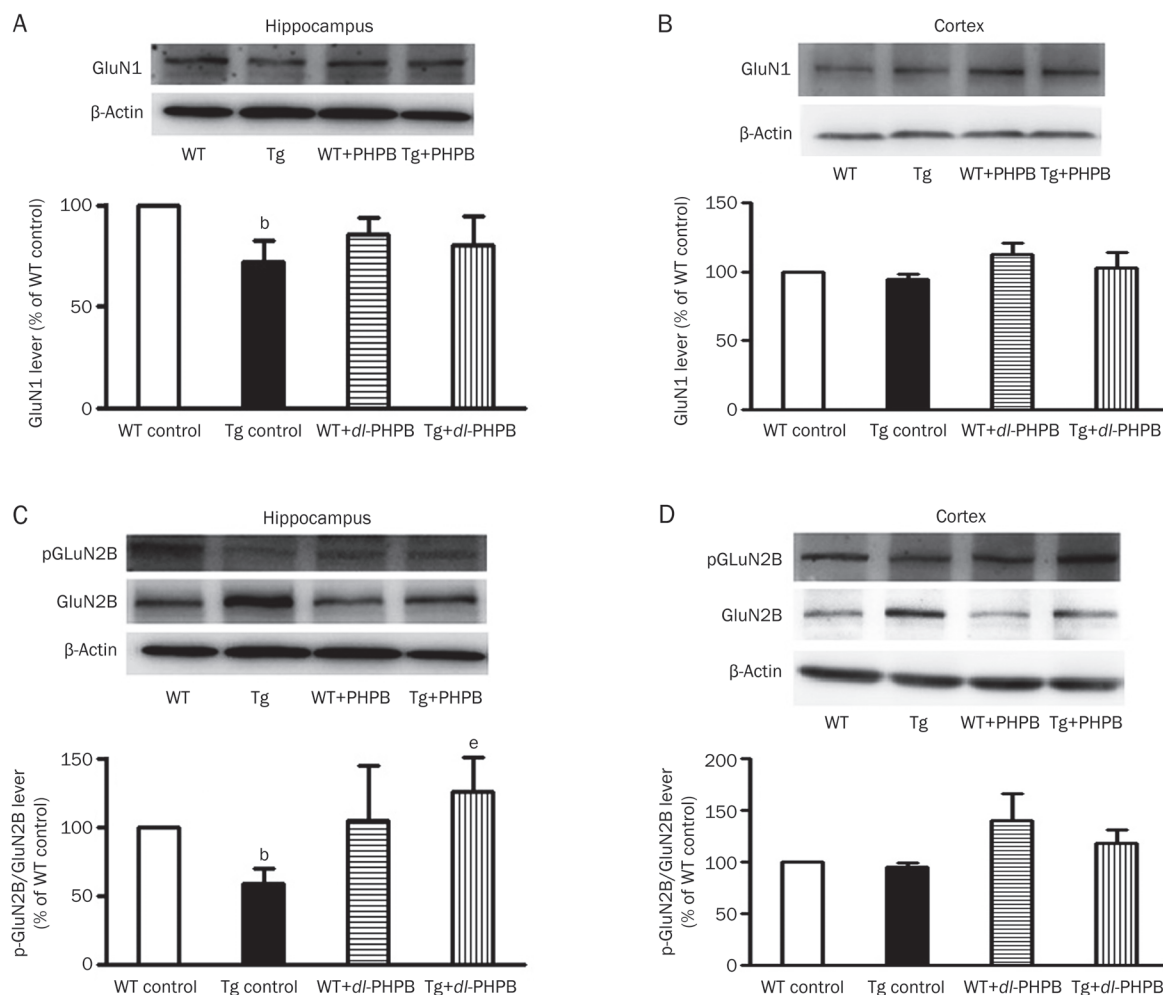 A
Hippocampus
GluN1
β-Actin
WT Tg WT+PHPB Tg+PHPB
GluN1 lever (% of WT control)
100
b
50
0
WT control Tg control WT+dl-PHPB Tg+dl-PHPB
B
Cortex
GluN1
β-Actin
WT Tg WT+PHPB Tg+PHPB
GluN1 lever (% of WT control)
150
100
50
0
WT control Tg control WT+dl-PHPB Tg+dl-PHPB
C
Hippocampus
pGLuN2B
GluN2B
β-Actin
WT Tg WT+PHPB Tg+PHPB
p-GluN2B/GluN2B lever
(% of WT control)
150
e
100
b
50
0
WT control Tg control WT+dl-PHPB Tg+dl-PHPB
D
Cortex
pGLuN2B
GluN2B
β-Actin
WT Tg WT+PHPB Tg+PHPB
p-GluN2B/GluN2B lever
(% of WT control)
200
150
100
50
0
WT control Tg control WT+dl-PHPB Tg+dl-PHPB